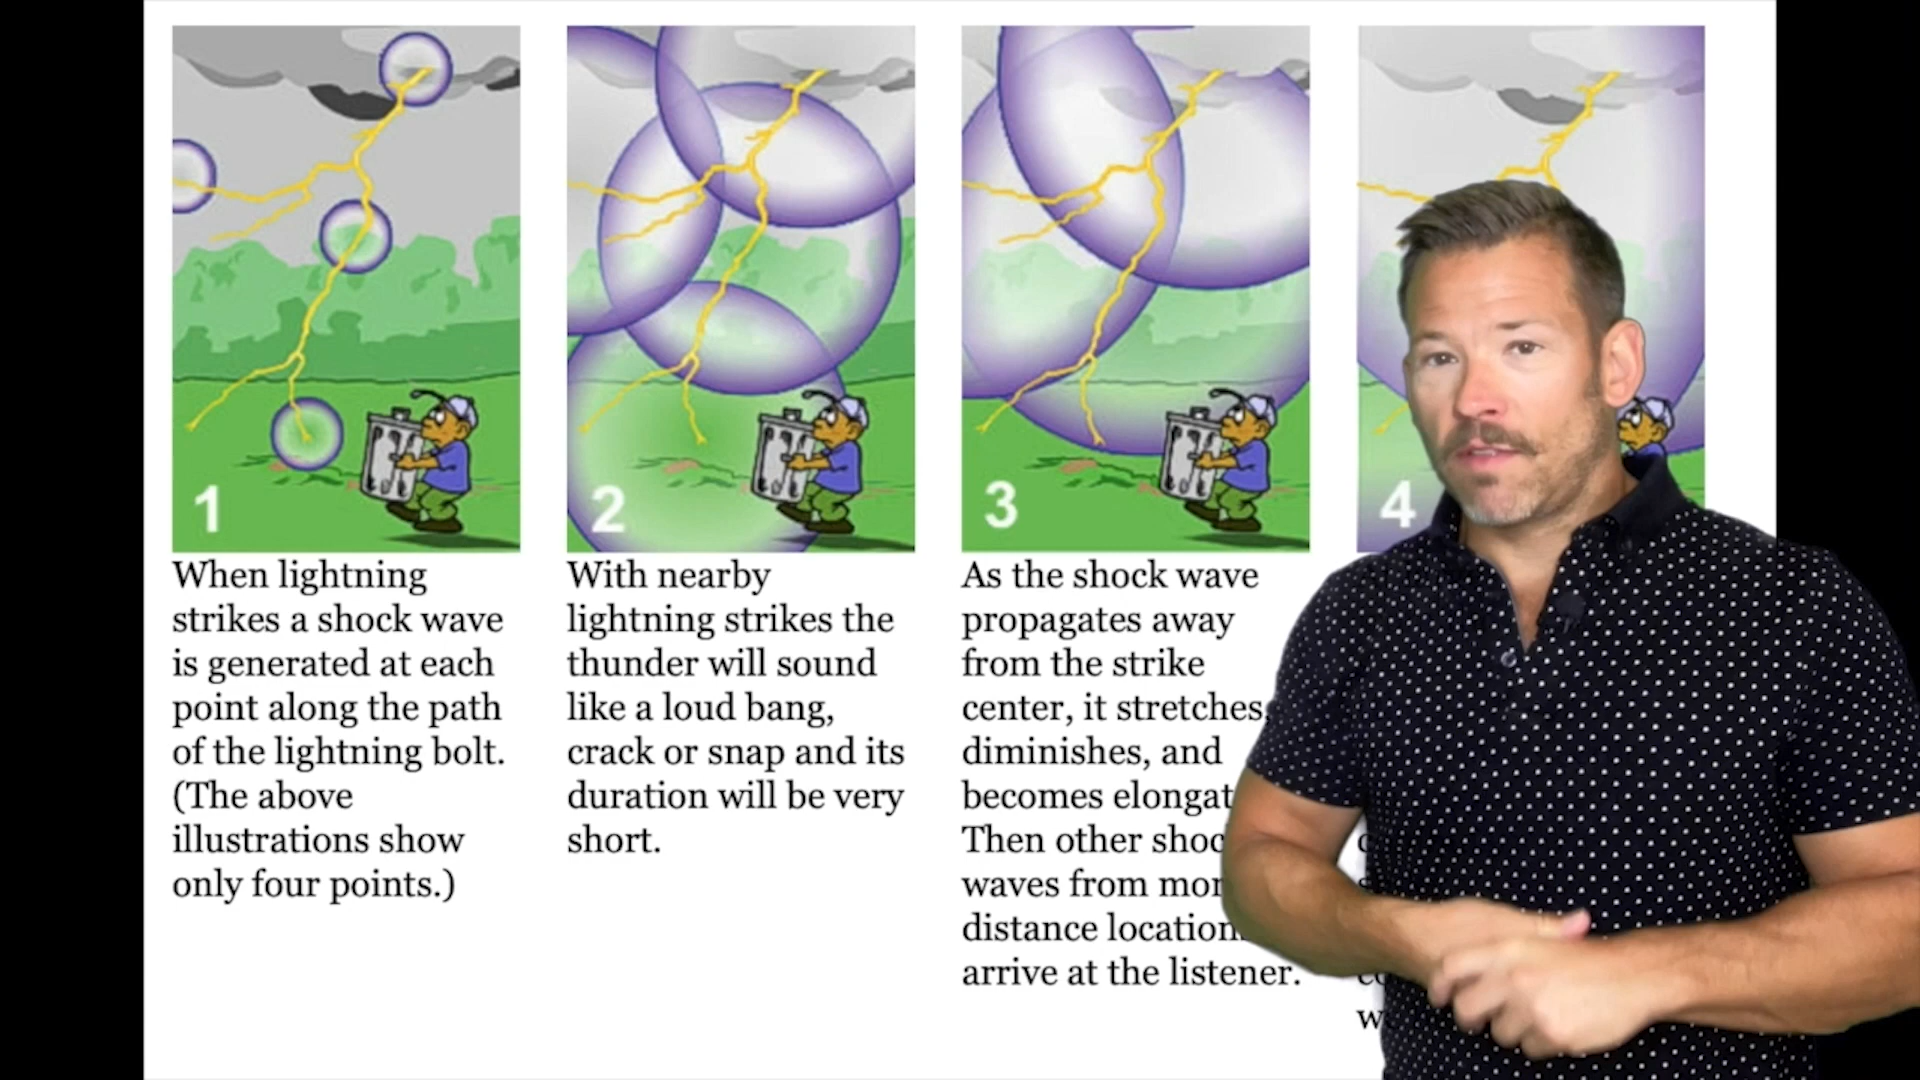 1
When lightning
strikes a shock wave
is generated at each
point along the path
of the lightning bolt.
(The above
illustrations show
only four points.)
2
With nearby
lightning strikes the
thunder will sound
like a loud bang,
crack or snap and its
duration will be very
short.
3
As the shock wave
propagates away
from the strike
center, it stretches,
diminishes, and
becomes
Then other
waves from
distance
arrive at the listener.
4